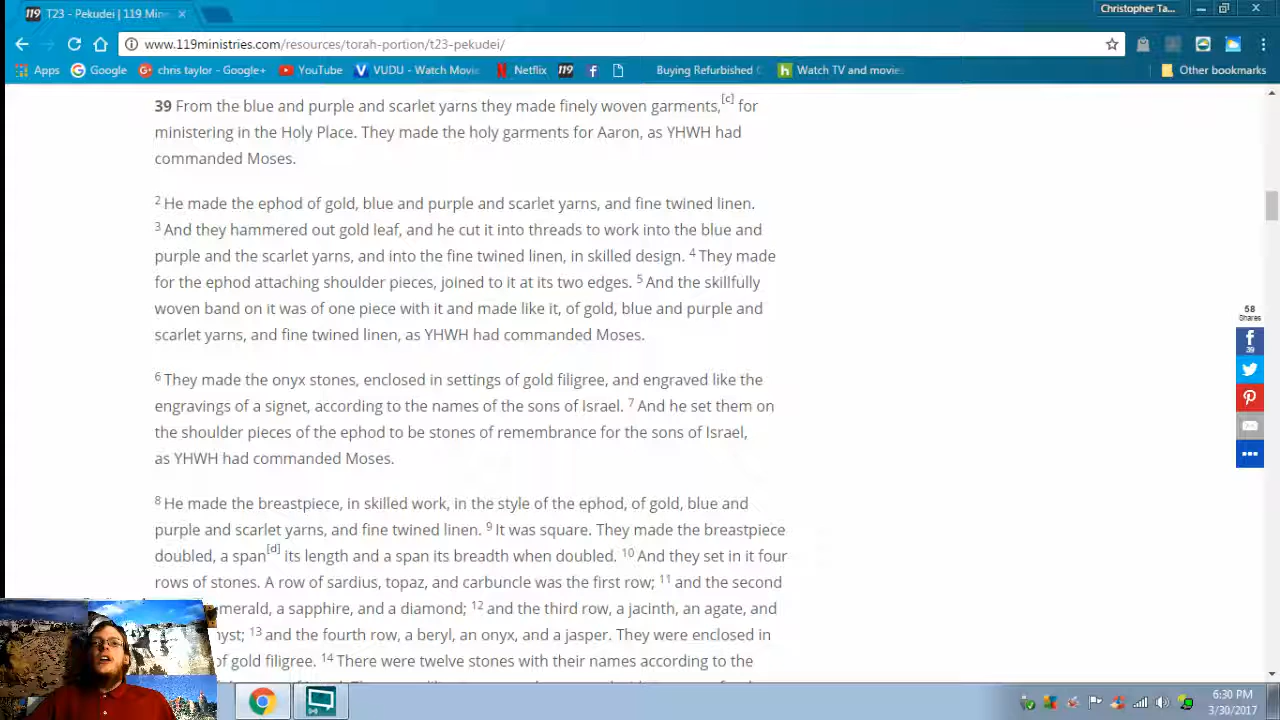 T23 - Pekudei | 119 Min
Christopher Ta...
www.119ministries.com/resources/torah-portion/t23-pekudei/
Apps Google chris taylor - Google+ YouTube VUDU - Watch Movie Netflix Buying Refurbished Watch TV and movies Other bookmarks
39 From the blue and purple and scarlet yarns they made finely woven garments,[c] for
ministering in the Holy Place. They made the holy garments for Aaron, as YHWH had
commanded Moses.
2 He made the ephod of gold, blue and purple and scarlet yarns, and fine twined linen.
3 And they hammered out gold leaf, and he cut it into threads to work into the blue and
purple and the scarlet yarns, and into the fine twined linen, in skilled design. 4 They made
for the ephod attaching shoulder pieces, joined to it at its two edges. 5 And the skillfully
woven band on it was of one piece with it and made like it, of gold, blue and purple and
scarlet yarns, and fine twined linen, as YHWH had commanded Moses.
58
Shares
39
6 They made the onyx stones, enclosed in settings of gold filigree, and engraved like the
engravings of a signet, according to the names of the sons of Israel. 7 And he set them on
the shoulder pieces of the ephod to be stones of remembrance for the sons of Israel,
as YHWH had commanded Moses.
8 He made the breastpiece, in skilled work, in the style of the ephod, of gold, blue and
purple and scarlet yarns, and fine twined linen. 9 It was square. They made the breastpiece
doubled, a span[d] its length and a span its breadth when doubled. 10 And they set in it four
rows of stones. A row of sardius, topaz, and carbuncle was the first row; 11 and the second
merald, a sapphire, and a diamond; 12 and the third row, a jacinth, an agate, and
yst; 13 and the fourth row, a beryl, an onyx, and a jasper. They were enclosed in
of gold filigree. 14 There were twelve stones with their names according to the
6:30 PM
3/30/2017